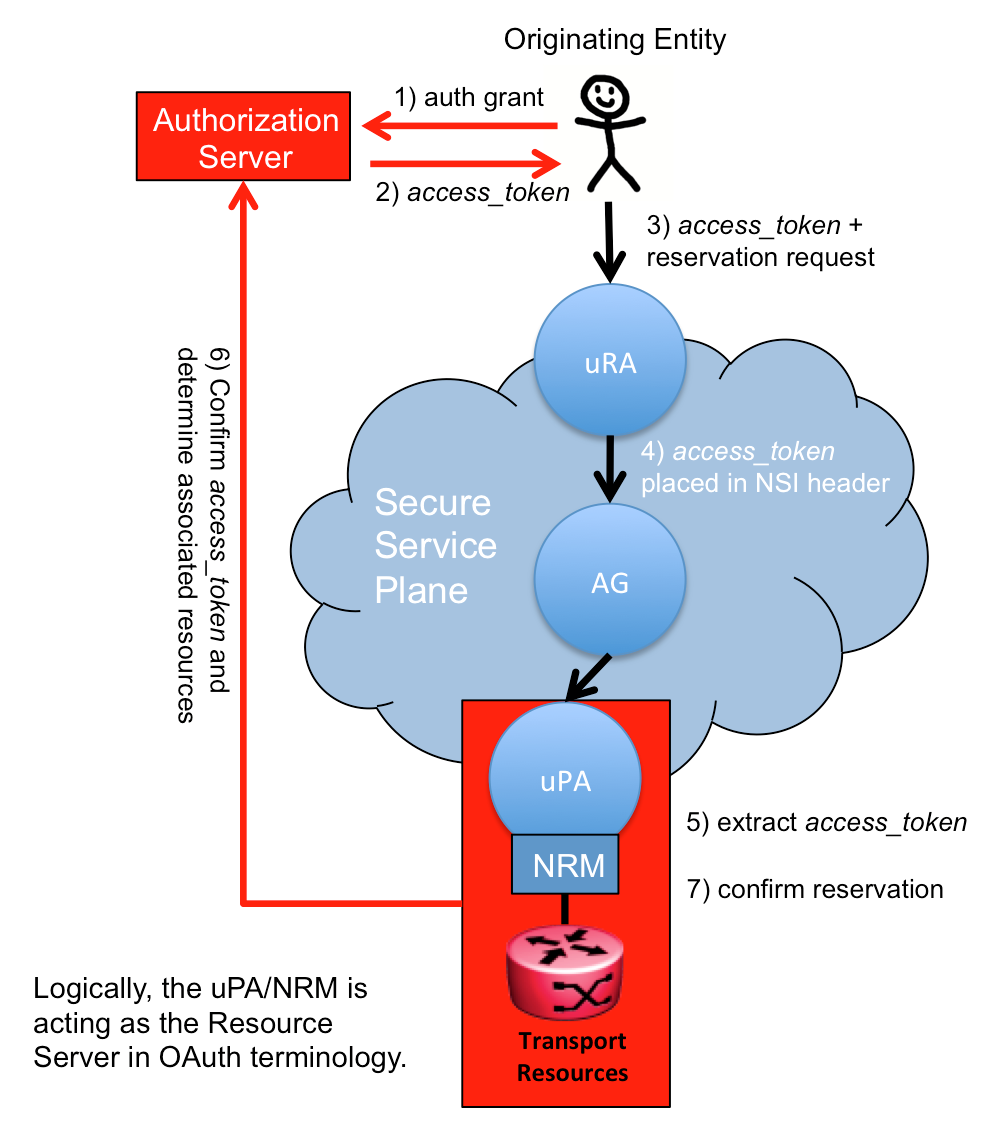 Originating Entity
1) auth grant
Authorization
Server
2) access_token
3) access_token +
reservation request
uRA
4) access_token
placed in NSI header
Secure
Service
Plane
AG
6) Confirm access_token and
determine associated resources
uPA
5) extract access_token
NRM
7) confirm reservation
Logically, the uPA/NRM is
acting as the Resource
Server in OAuth terminology.
Transport
Resources